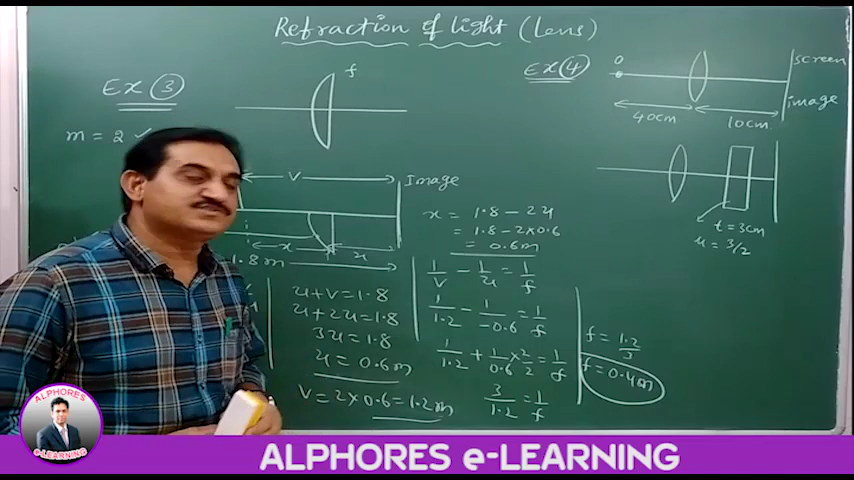 Refraction of light (Lens)
Ex ③
m = 2 ✓
f
v
Image
x
u
1.8 m
u+v=1.8
u+2u=1.8
3u=1.8
u=0.6m
v=2×0.6=1.2m
x = 1.8-2u
= 1.8-2×0.6
= 0.6m
1/v - 1/u = 1/f
1/1.2 - 1/-0.6 = 1/f
1/1.2 + 1/0.6 × 2/2 = 1/f
3/1.2 = 1/f
f = 1.2/3
f = 0.4m
Ex ④
O
screen
image
40cm
10cm
t=3cm
u=3/2
ALPHORES
e-LEARNING
ALPHORES e-LEARNING